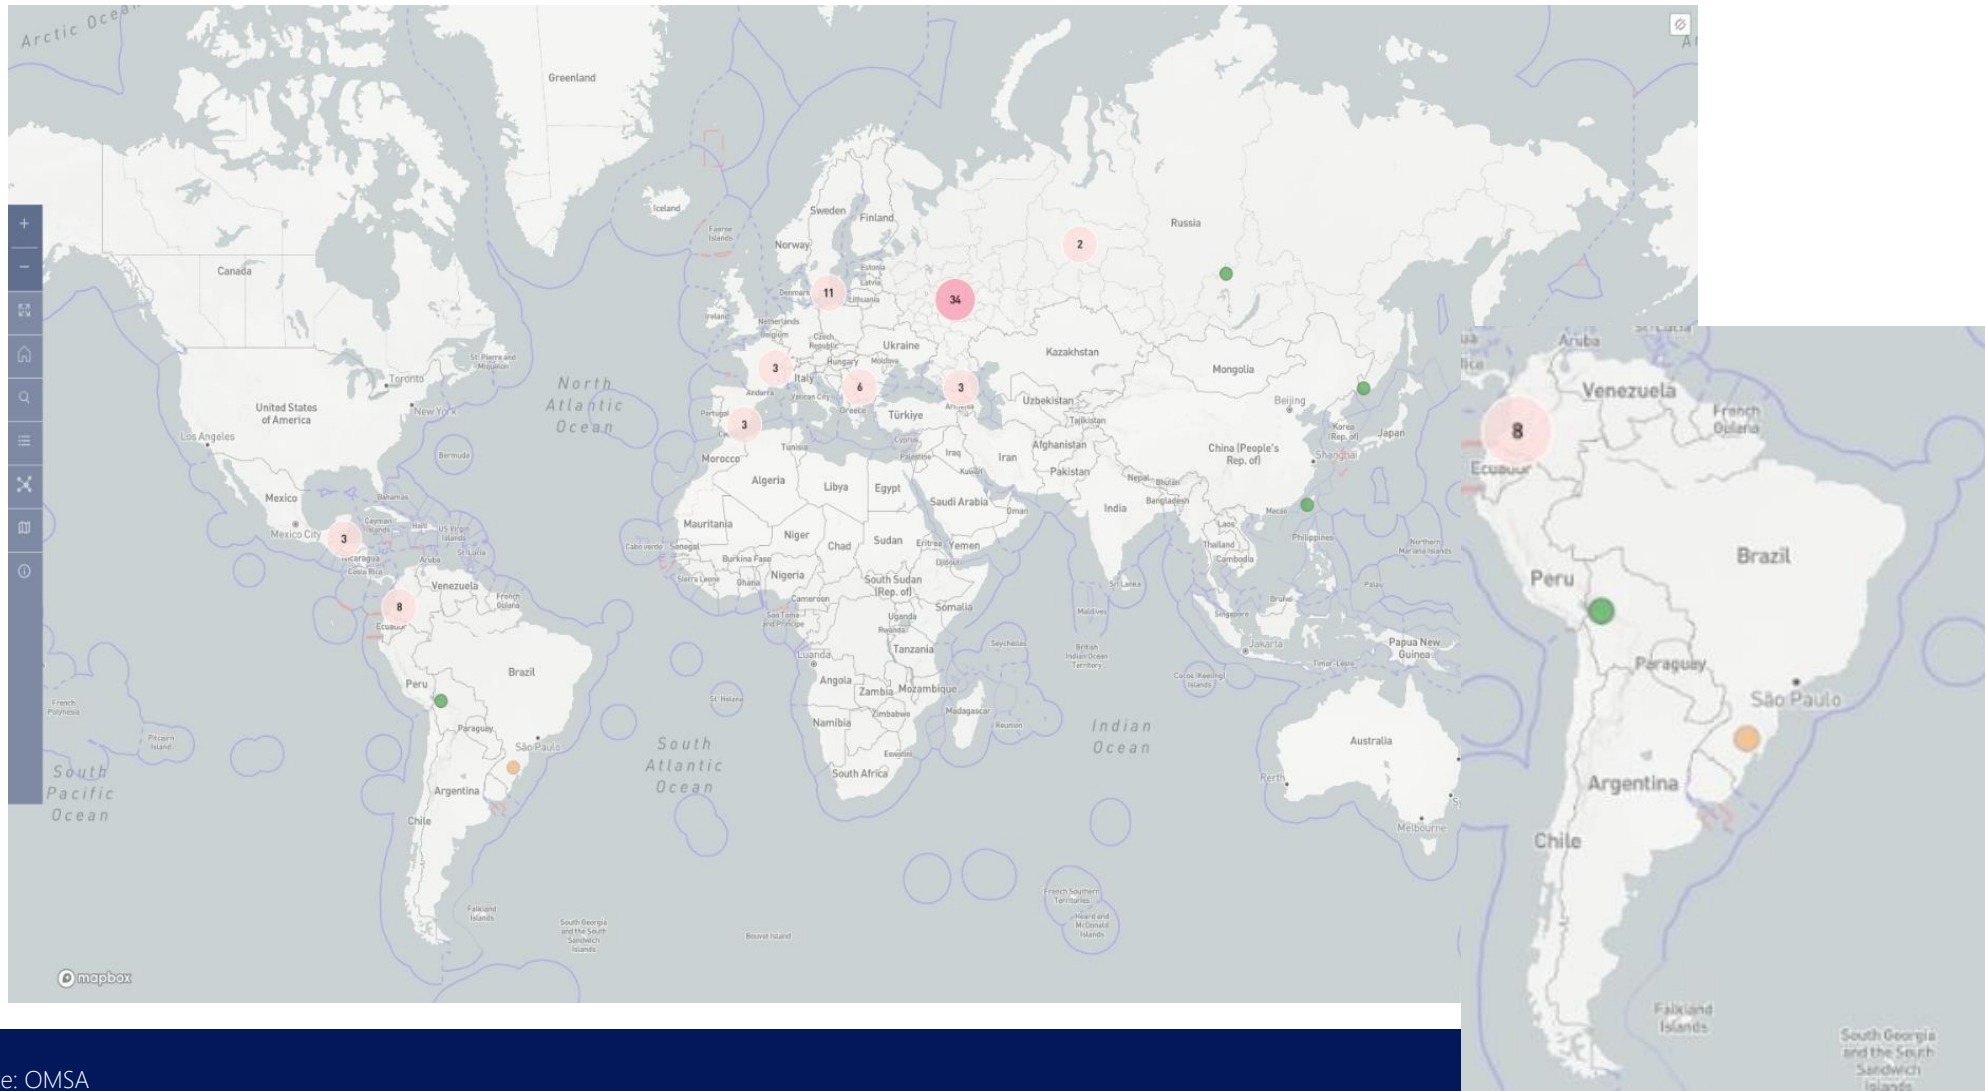 Arctic Ocean
Greenland
Iceland
Sweden
Finland
Russia
Faeroe
Islands
Norway
2
Canada
Estonia
Latvia
Denmark
11
Lithuania
34
Ireland
Netherlands
Belgium
Czech
Republic
Ukraine
Kazakhstan
Mongolia
St. Pierre and
Miquelon
Hungary
Moldova
3
Italy
Toronto
North
Atlantic
Ocean
Andorra
Vatican City
6
3
Uzbekistan
Beijing
United States
of America
New York
Portugal
Greece
Türkiye
Tajikistan
3
Los Angeles
Korea
(Rep. of)
Japan
Bermuda
Morocco
Tunisia
Cyprus
Palestine
Iraq
Iran
Afghanistan
China (People's
Rep. of)
Shanghai
Kuwait
Pakistan
Algeria
Libya
Egypt
Nepal
Bhutan
Mexico
Bahamas
Saudi Arabia
Oman
India
Bangladesh
Macao
Mexico City
3
Cayman
Islands
Haiti
US Virgin
Islands
Mauritania
Niger
Chad
Sudan
Eritrea
Yemen
Laos
Thailand
Philippines
Northern
Mariana Islands
Nicaragua
Aruba
St. Lucia
Cabo verde
Senegal
Burkina Faso
Djibouti
Cambodia
Costa Rica
Venezuela
French
Guiana
Sierra Leone
Ghana
Nigeria
South Sudan
(Rep. of)
Sri Lanka
Palau
8
Ecuador
Cameroon
Sao Tome
and Principe
Uganda
Rwanda
Somalia
Maldives
Singapore
Brunei
Luanda
Tanzania
Seychelles
British
Indian Ocean
Territory
Jakarta
Papua New
Guinea
Timor-Leste
Brazil
Peru
Angola
Zambia
Mozambique
Cocos (Keeling)
Islands
French
Polynesia
St. Helena
Zimbabwe
Madagascar
Reunion
Namibia
Pitcairn
Island
Paraguay
São Paulo
South
Atlantic
Ocean
Eswatini
Indian
Ocean
Australia
South
Pacific
Ocean
South Africa
Perth
Argentina
Chile
Melbourne
Falkland
Islands
South Georgia
and the South
Sandwich
Islands
Bouvet Island
French Southern
Territories
Heard and
McDonald
Islands
mapbox
Aruba
St. Lucia
Venezuela
French
Guiana
8
Ecuador
Brazil
Peru
Paraguay
São Paulo
Argentina
Chile
Falkland
Islands
South Georgia
and the South
Sandwich
Islands
e: OMSA